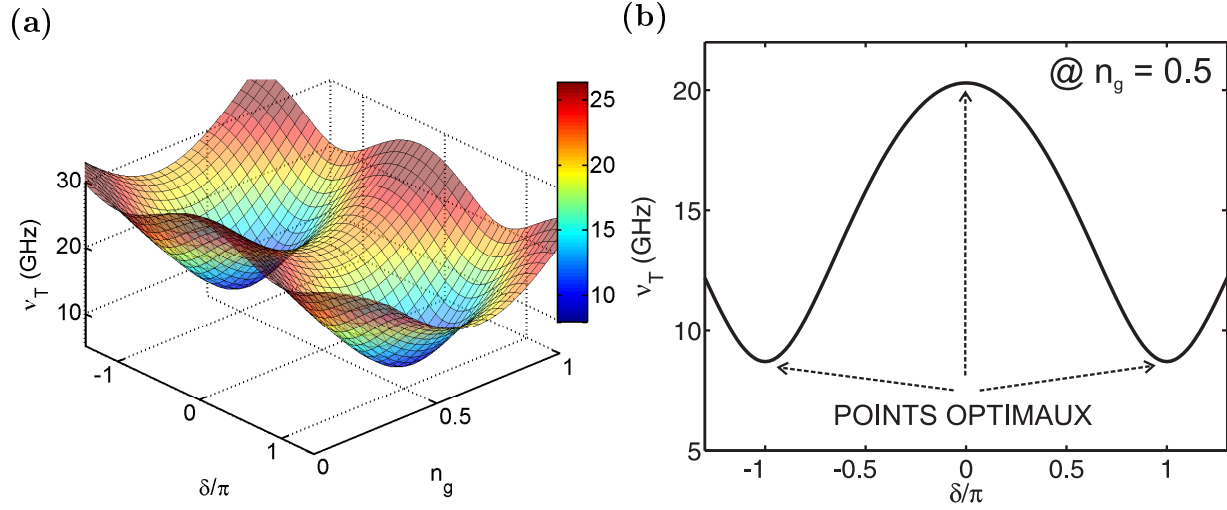 (a)
30
20
10
ν_T (GHz)
-1
0
1
δ/π
0
0.5
1
n_g
25
20
15
10
(b)
@ n_g = 0.5
20
15
10
5
ν_T (GHz)
POINTS OPTIMAUX
-1
-0.5
0
0.5
1
δ/π